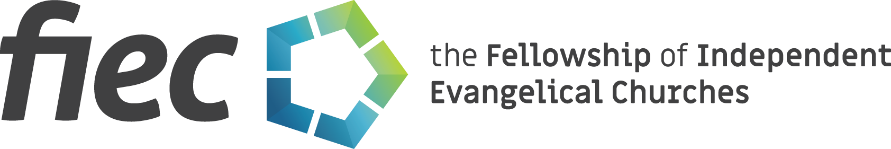 fiec
the Fellowship of Independent
Evangelical Churches